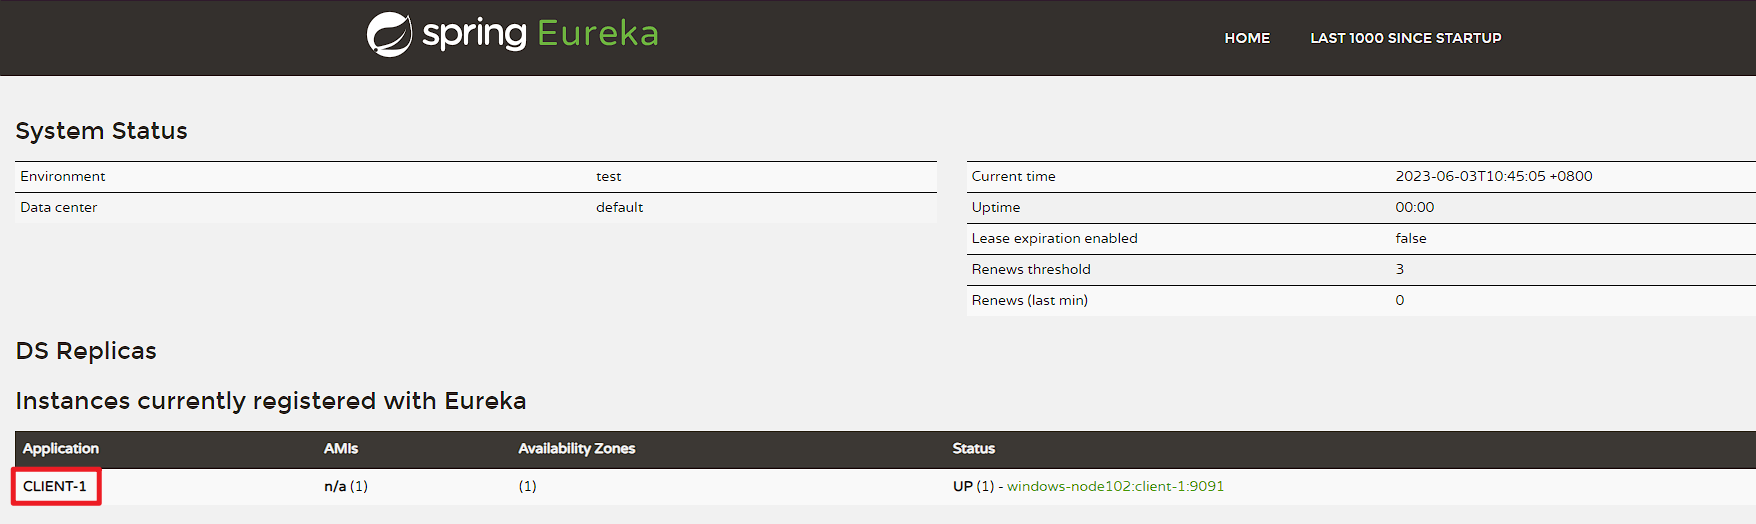 spring Eureka
HOME LAST 1000 SINCE STARTUP
System Status
Environment test
Data center default
Current time 2023-06-03T10:45:05 +0800
Uptime 00:00
Lease expiration enabled false
Renews threshold 3
Renews (last min) 0
DS Replicas
Instances currently registered with Eureka
Application AMIs Availability Zones Status
CLIENT-1 n/a (1) (1) UP (1) - windows-node102:client-1:9091